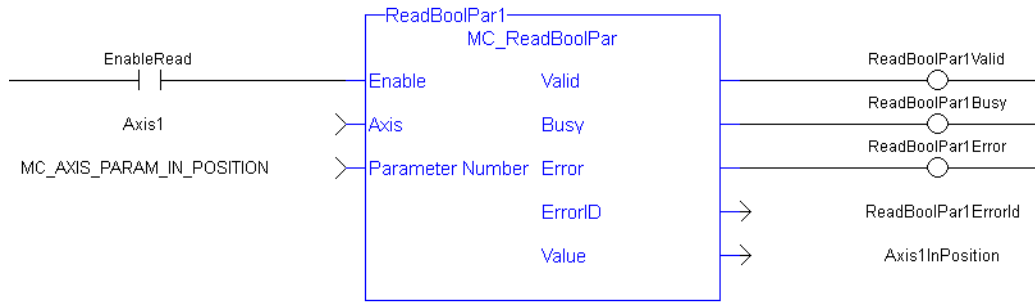 ReadBoolPar1
MC_ReadBoolPar
EnableRead
Enable Valid ReadBoolPar1Valid
Axis1 Axis Busy ReadBoolPar1Busy
MC_AXIS_PARAM_IN_POSITION Parameter Number Error ReadBoolPar1Error
ErrorID ReadBoolPar1ErrorId
Value Axis1InPosition